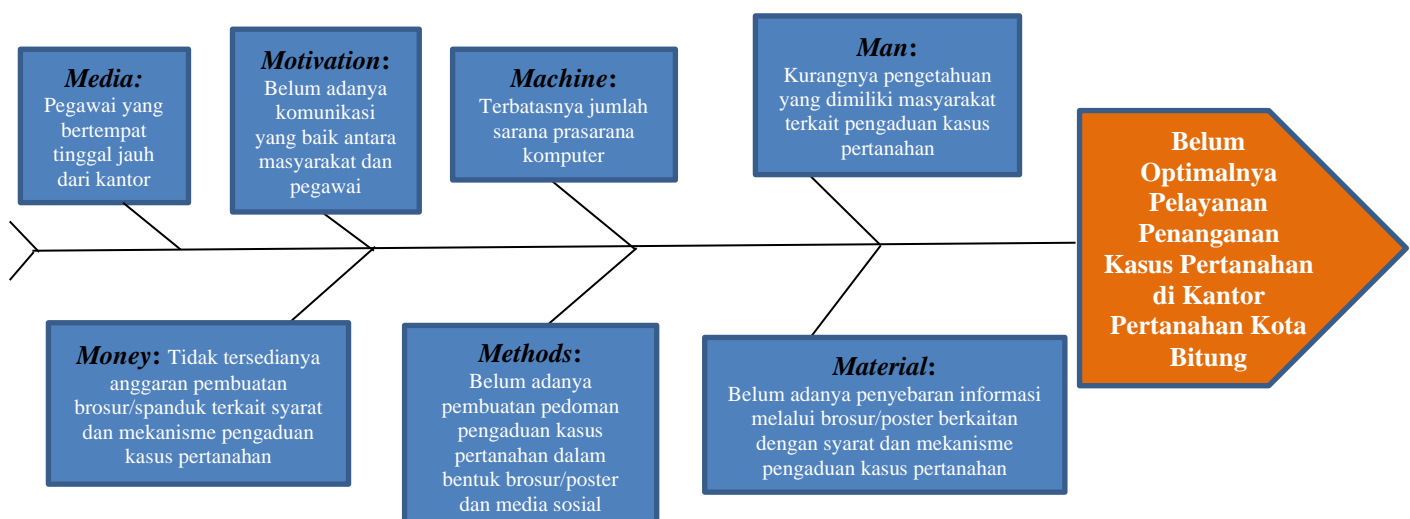 Media:
Pegawai yang
bertempat
tinggal jauh
dari kantor
Motivation:
Belum adanya
komunikasi
yang baik antara
masyarakat dan
pegawai
Machine:
Terbatasnya jumlah
sarana prasarana
komputer
Man:
Kurangnya pengetahuan
yang dimiliki masyarakat
terkait pengaduan kasus
pertanahan
Belum
Optimalnya
Pelayanan
Penanganan
Kasus Pertanahan
di Kantor
Pertanahan Kota
Bitung
Money: Tidak tersedianya
anggaran pembuatan
brosur/spanduk terkait syarat
dan mekanisme pengaduan
kasus pertanahan
Methods:
Belum adanya
pembuatan pedoman
pengaduan kasus
pertanahan dalam
bentuk brosur/poster
dan media sosial
Material:
Belum adanya penyebaran informasi
melalui brosur/poster berkaitan
dengan syarat dan mekanisme
pengaduan kasus pertanahan